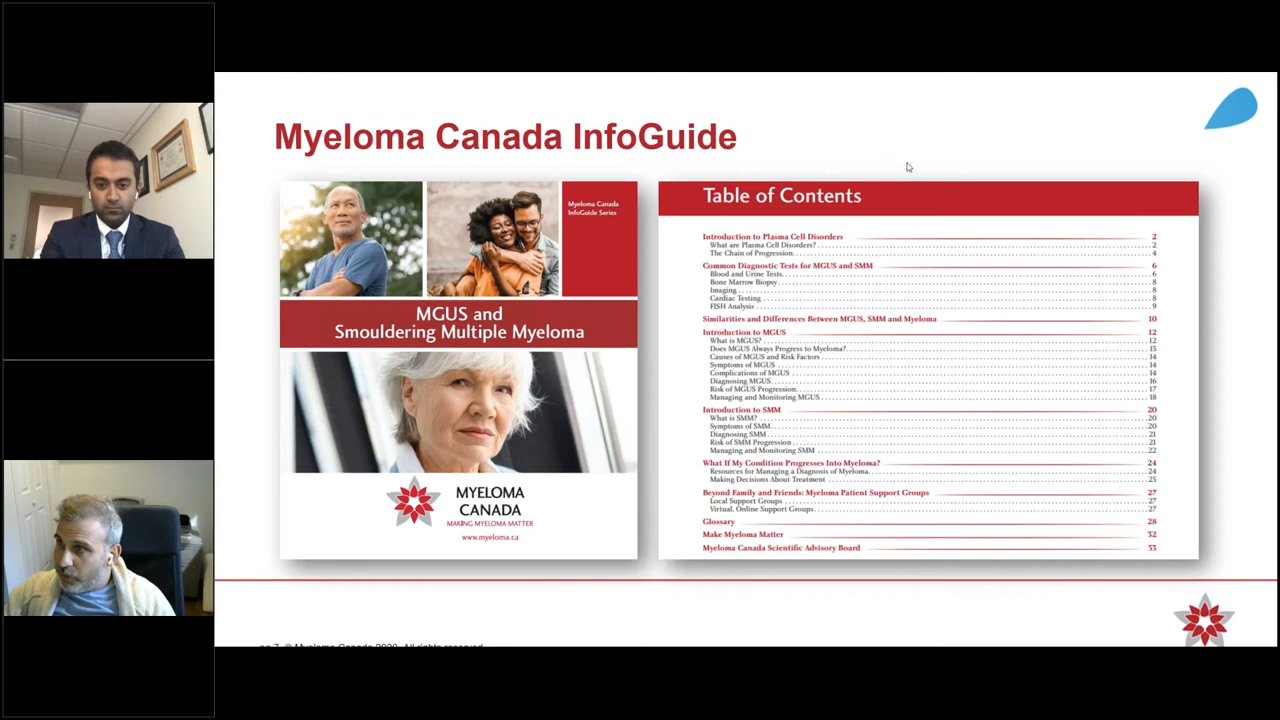 Myeloma Canada InfoGuide
Myeloma Canada
InfoGuide Series
MGUS and
Smouldering Multiple Myeloma
MYELOMA
CANADA
MAKING MYELOMA MATTER
www.myeloma.ca
Table of Contents
Introduction to Plasma Cell Disorders 2
What are Plasma Cell Disorders? 2
The Chain of Progression 4
Common Diagnostic Tests for MGUS and SMM 6
Blood and Urine Tests 6
Bone Marrow Biopsy 8
Imaging 8
Cardiac Testing 8
FISH Analysis 9
Similarities and Differences Between MGUS, SMM and Myeloma 10
Introduction to MGUS 12
What is MGUS? 12
Does MGUS Always Progress to Myeloma? 13
Causes of MGUS and Risk Factors 14
Symptoms of MGUS 14
Complications of MGUS 14
Diagnosing MGUS 16
Risk of MGUS Progression 17
Managing and Monitoring MGUS 18
Introduction to SMM 20
What is SMM? 20
Symptoms of SMM 20
Diagnosing SMM 21
Risk of SMM Progression 21
Managing and Monitoring SMM 22
What If My Condition Progresses Into Myeloma? 24
Resources for Managing a Diagnosis of Myeloma 24
Making Decisions About Treatment 25
Beyond Family and Friends: Myeloma Patient Support Groups 27
Local Support Groups 27
Virtual, Online Support Groups 27
Glossary 28
Make Myeloma Matter 32
Myeloma Canada Scientific Advisory Board 33